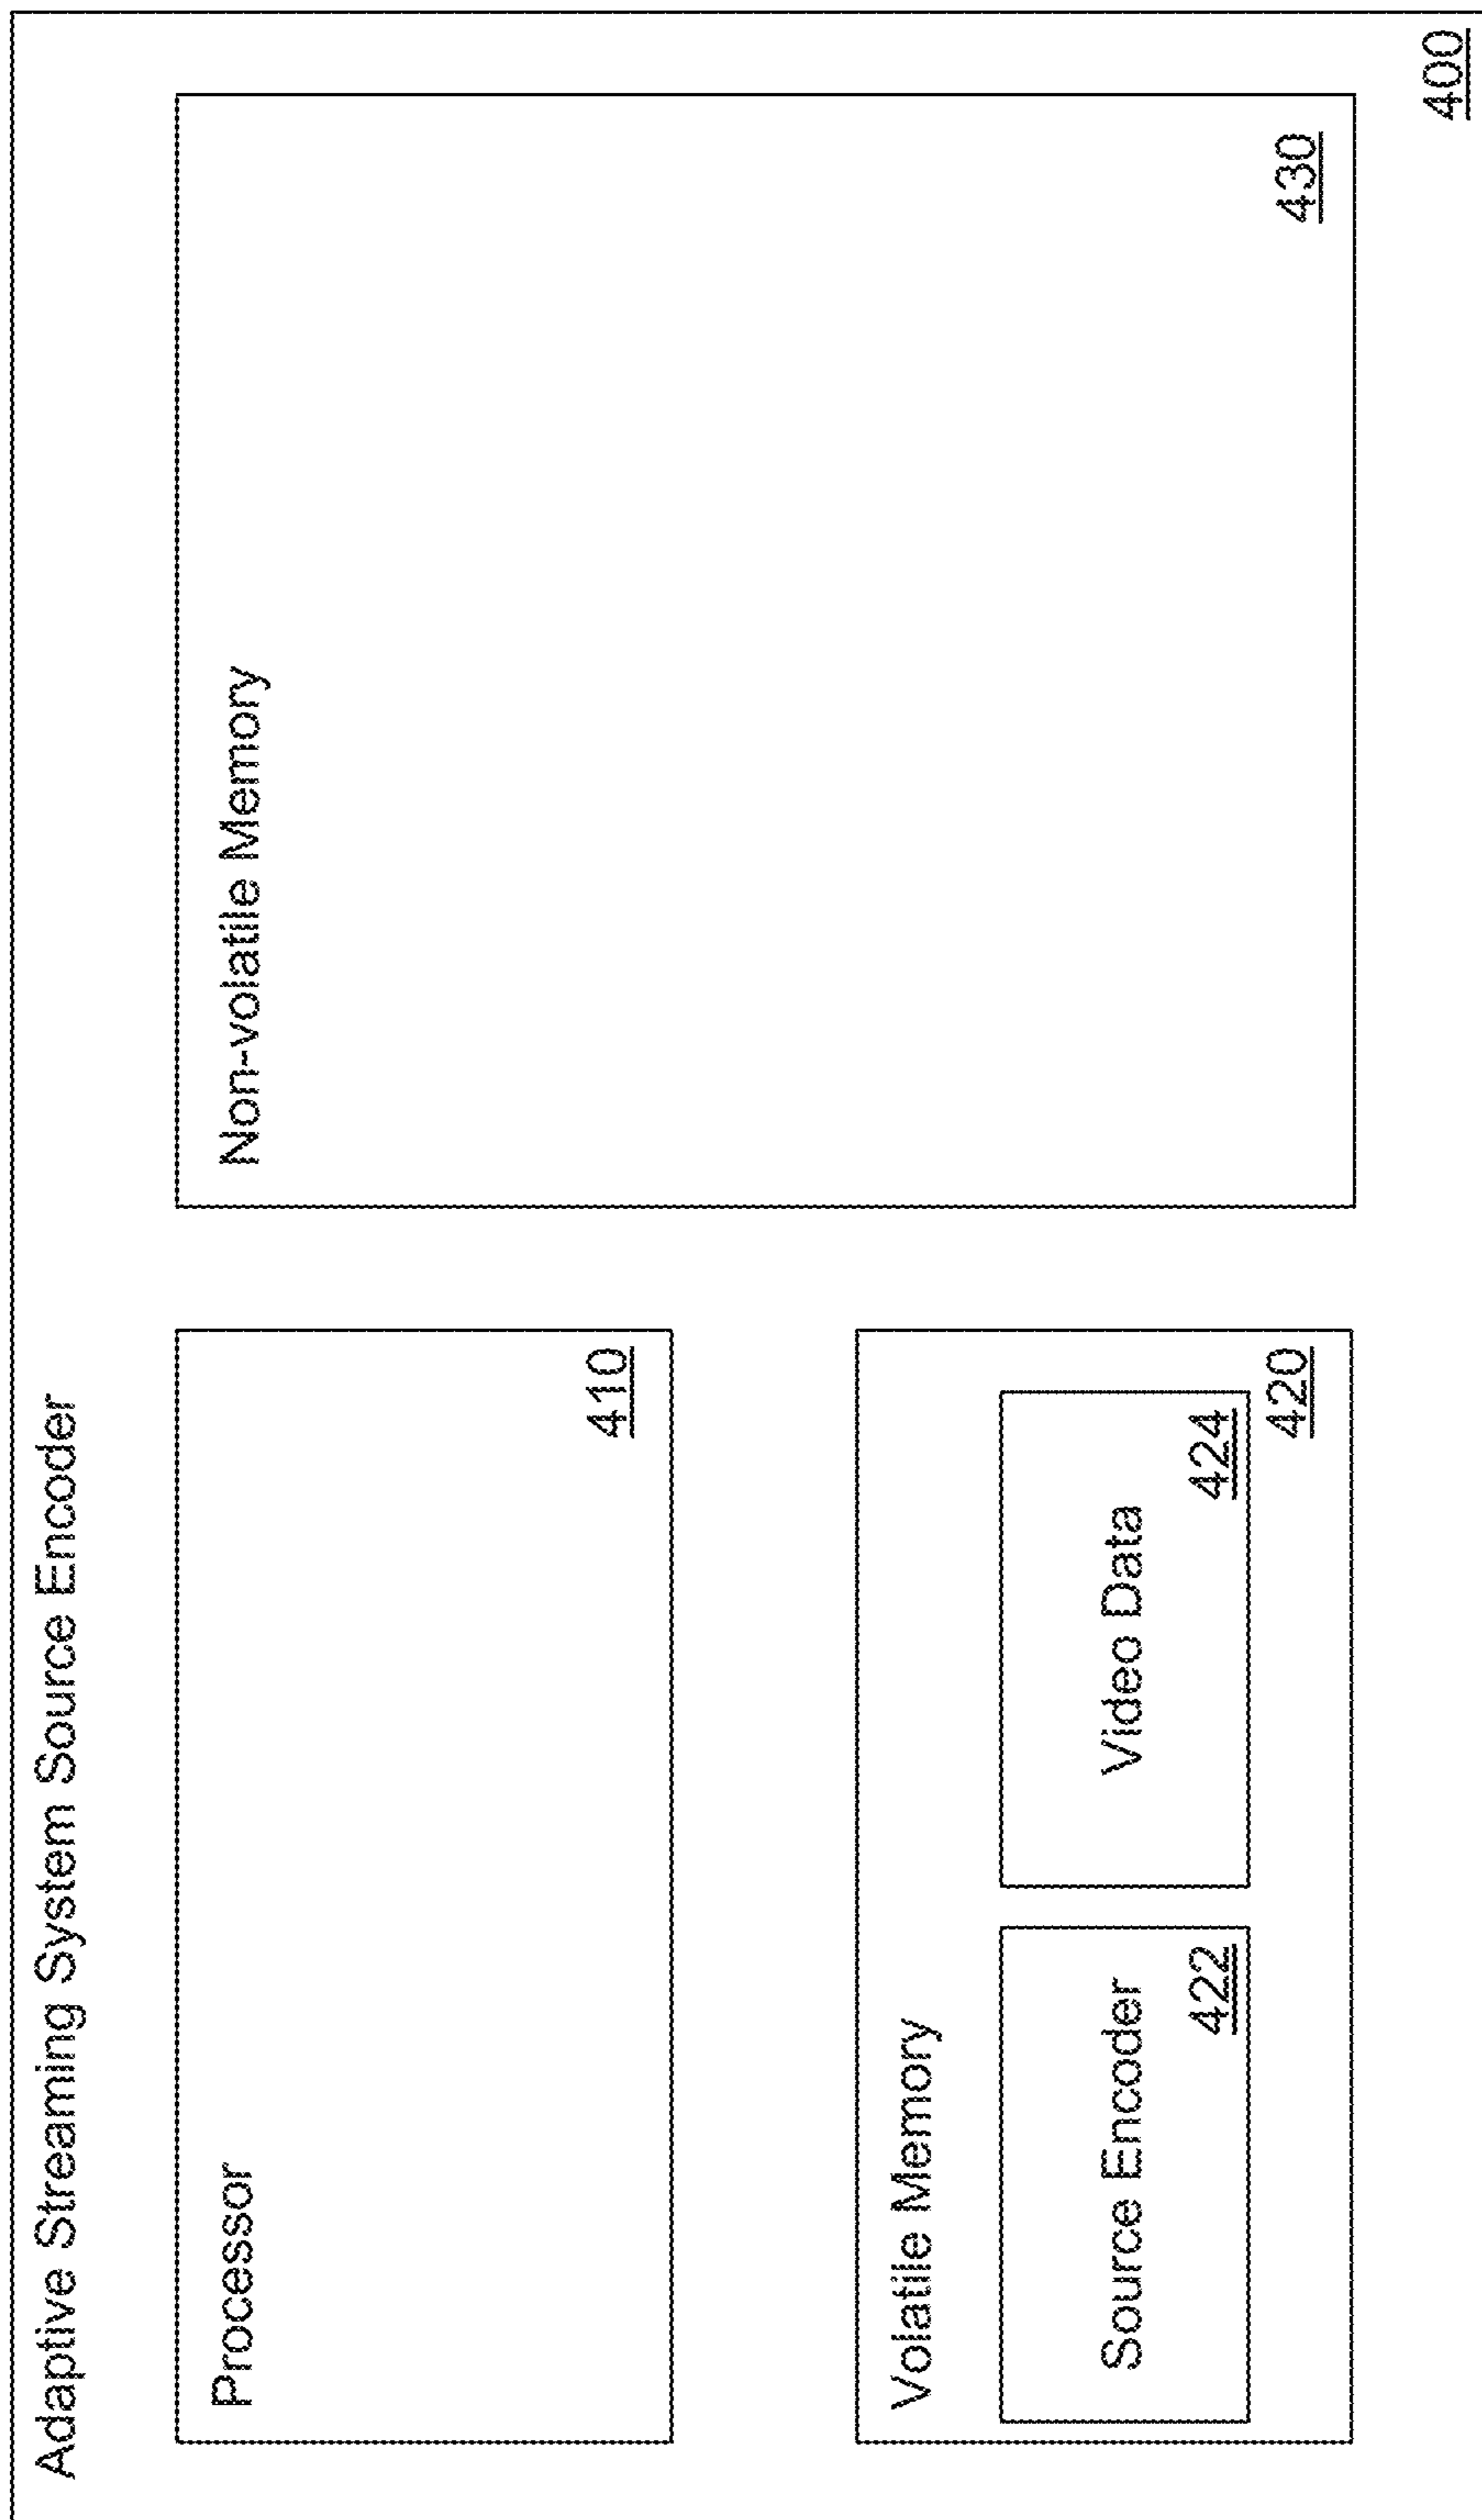 Adaptive Streaming System Source Encoder
Processor
410
Non-volatile Memory
430
Volatile Memory
Source Encoder
422
Video Data
424
420
400